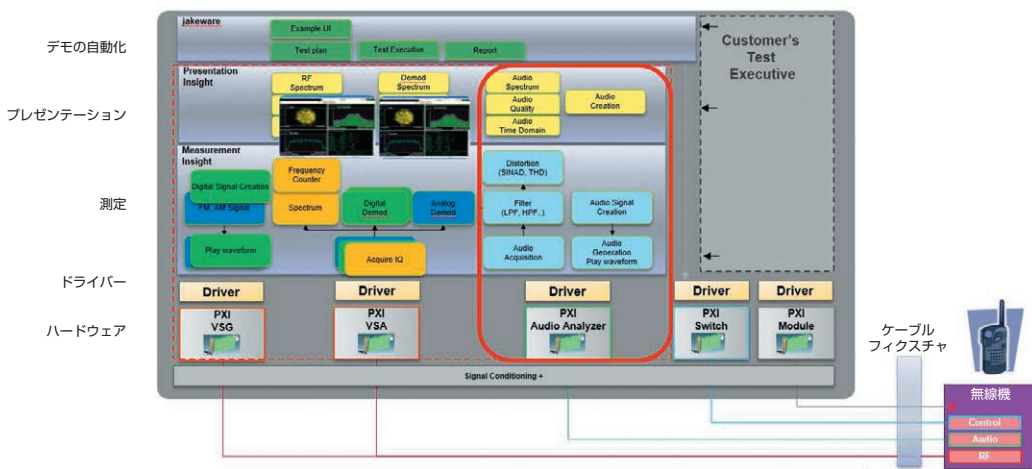 jakeware
Example UI
デモの自動化
Test plan
Test Executive
Report
Customer's
Test
Executive
Presentation
Insight
RF
Spectrum
Demod
Spectrum
Audio
Spectrum
Audio
Quality
Audio
Time Domain
Audio
Creation
プレゼンテーション
Measurement
Insight
Frequency
Counter
Distortion
(SINAD, THD)
Digital Signal Creation
FM, AM Signal
Spectrum
Digital
Demod
Analog
Demod
Filter
(LPF, HPF..)
Audio Signal
Creation
測定
Play waveform
Acquire IQ
Audio
Acquisition
Audio
Generation
Play waveform
ドライバー
Driver
Driver
Driver
Driver
Driver
ハードウェア
PXI
VSG
PXI
VSA
PXI
Audio Analyzer
PXI
Switch
PXI
Module
ケーブル
フィクスチャ
Signal Conditioning +
無線機
Control
Audio
RF